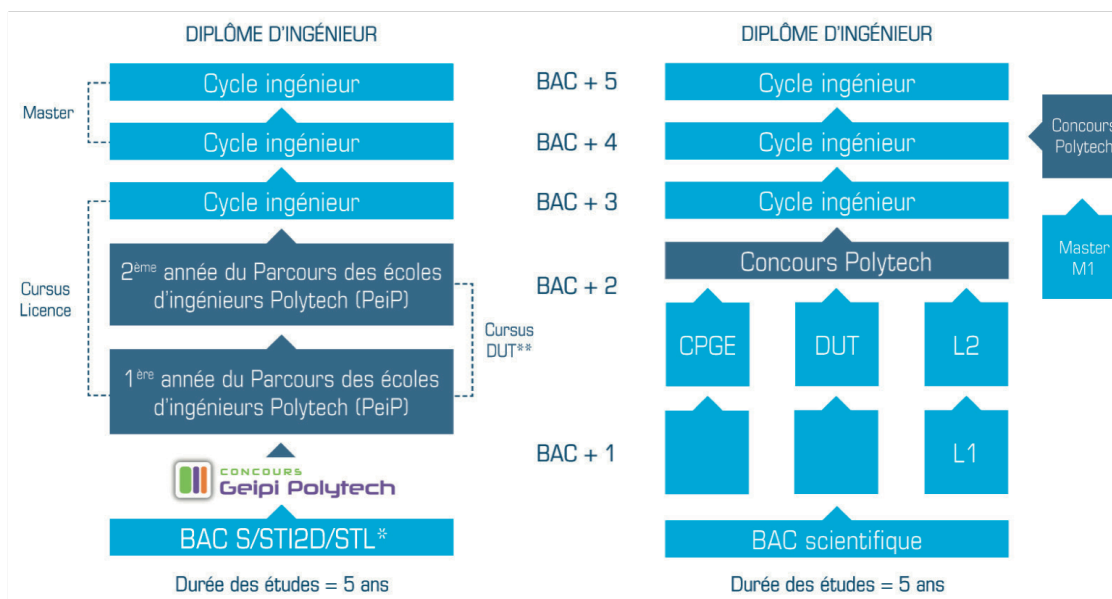 DIPLÔME D'INGÉNIEUR
Cycle ingénieur
Master
Cycle ingénieur
Cycle ingénieur
2ème année du Parcours des écoles
d'ingénieurs Polytech (PeiP)
Cursus
Licence
Cursus
DUT**
1ère année du Parcours des écoles
d'ingénieurs Polytech (PeiP)
CONCOURS
Geipi Polytech
BAC S/STI2D/STL*
Durée des études = 5 ans
BAC + 5
BAC + 4
BAC + 3
BAC + 2
BAC + 1
DIPLÔME D'INGÉNIEUR
Cycle ingénieur
Cycle ingénieur
Cycle ingénieur
Concours Polytech
CPGE
DUT
L2
L1
BAC scientifique
Durée des études = 5 ans
Concours
Polytech
Master
M1